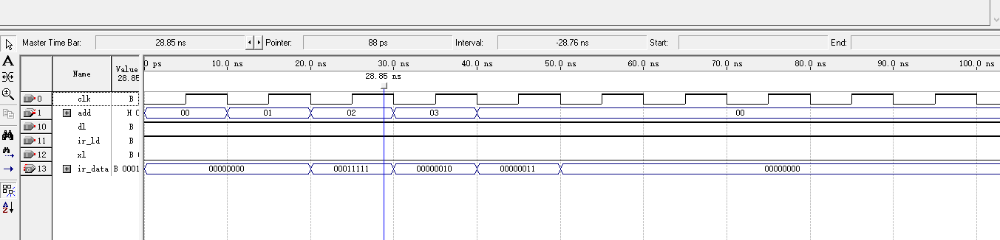 Master Time Bar: 28.85 ns Pointer: 88 ps Interval: -28.76 ns Start: End:
A
Name Value 28.85
0 ps 10.0 ns 20.0 ns 30.0 ns 40.0 ns 50.0 ns 60.0 ns 70.0 ns 80.0 ns 90.0 ns 100.0 ns
28.85 ns
0 clk B
1 add H 00 01 02 03 00
10 dl B
11 ir_ld B
12 xl B
13 ir_data B 0001 00000000 00011111 00000010 00000011 00000000
A
Z